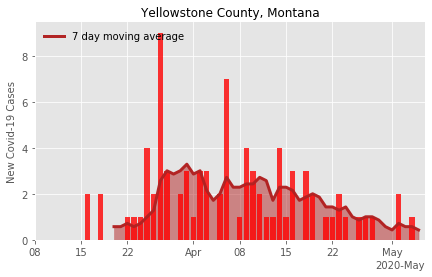 Yellowstone County, Montana
7 day moving average
New Covid-19 Cases
8
6
4
2
0
08 15 22 Apr 08 15 22 May
2020-May